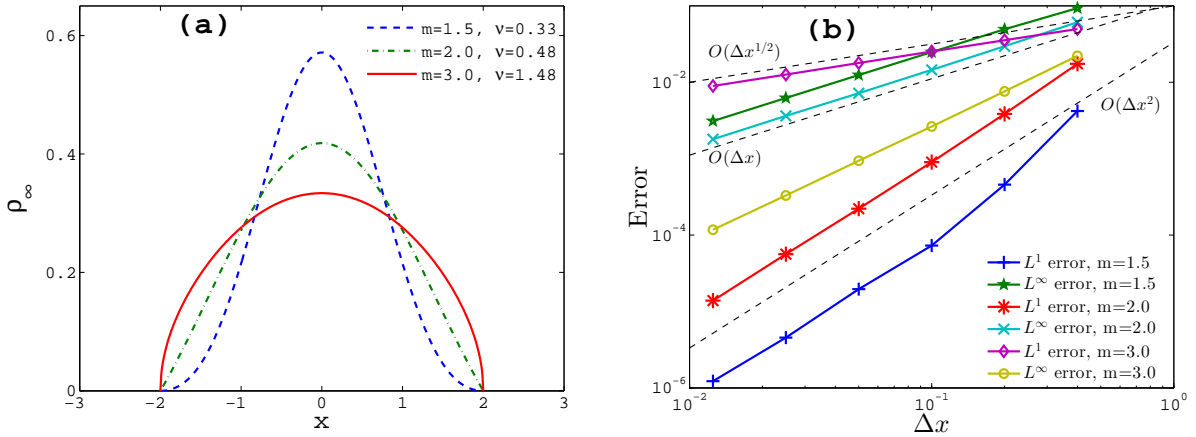 (a)
m=1.5, ν=0.33
m=2.0, ν=0.48
m=3.0, ν=1.48
0.6
0.4
0.2
0
ρ∞
−3 −2 −1 0 1 2 3
x
(b)
O(Δx^{1/2})
O(Δx)
O(Δx^2)
10^{-2}
10^{-4}
10^{-6}
Error
L^1 error, m=1.5
L^∞ error, m=1.5
L^1 error, m=2.0
L^∞ error, m=2.0
L^1 error, m=3.0
L^∞ error, m=3.0
10^{-2} 10^{-1} 10^0
Δx